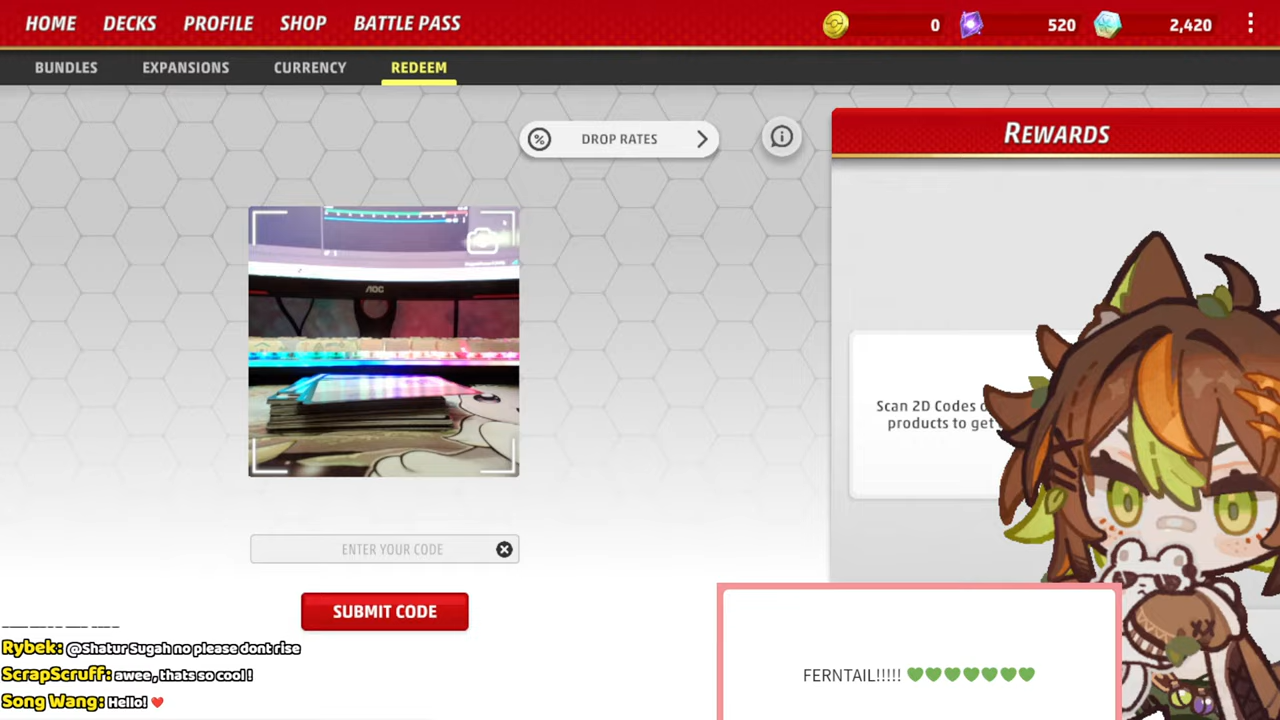 HOME DECKS PROFILE SHOP BATTLE PASS 0 520 2,420
BUNDLES EXPANSIONS CURRENCY REDEEM
DROP RATES
REWARDS
AOC
Scan 2D Codes
products to get
ENTER YOUR CODE
SUBMIT CODE
Rybek: @Shatur Sugah no please dont rise
ScrapScruff: awee, thats so cool!
Song Wang: Hello! ❤️
FERNTAIL!!!!! 💚💚💚💚💚💚💚